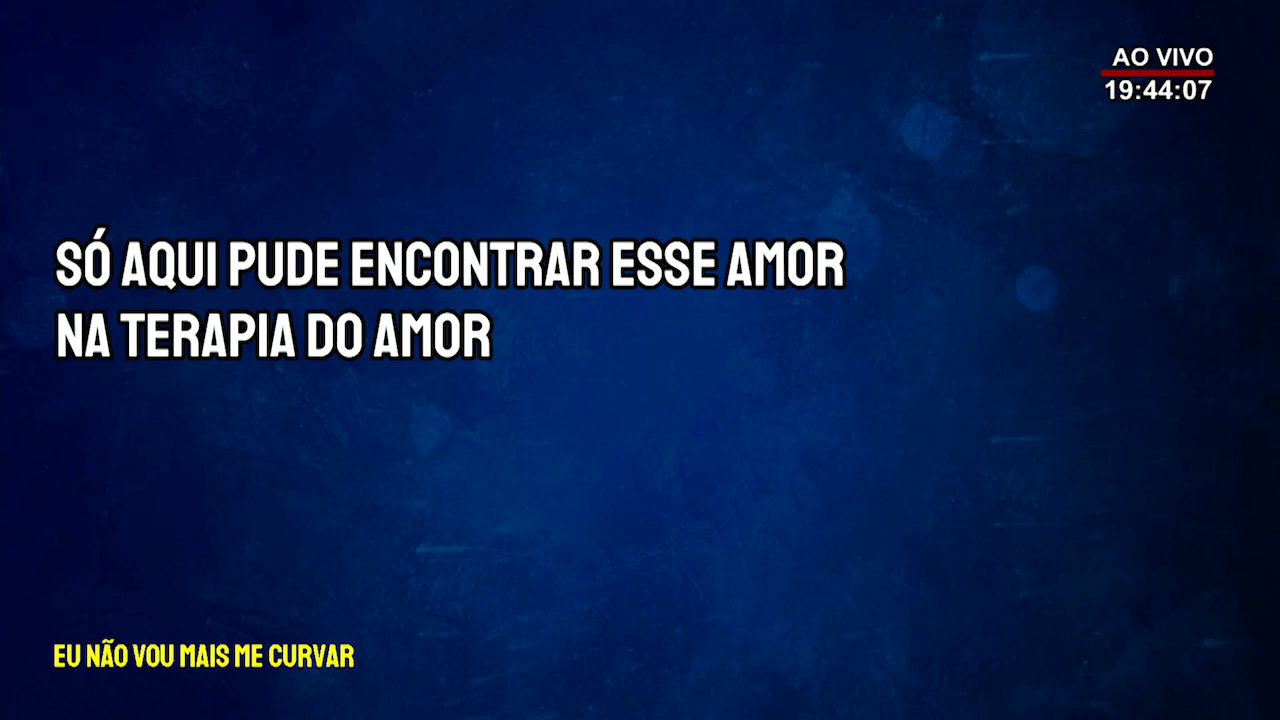 AO VIVO
19:44:07
SÓ AQUI PUDE ENCONTRAR ESSE AMOR
NA TERAPIA DO AMOR
EU NÃO VOU MAIS ME CURVAR